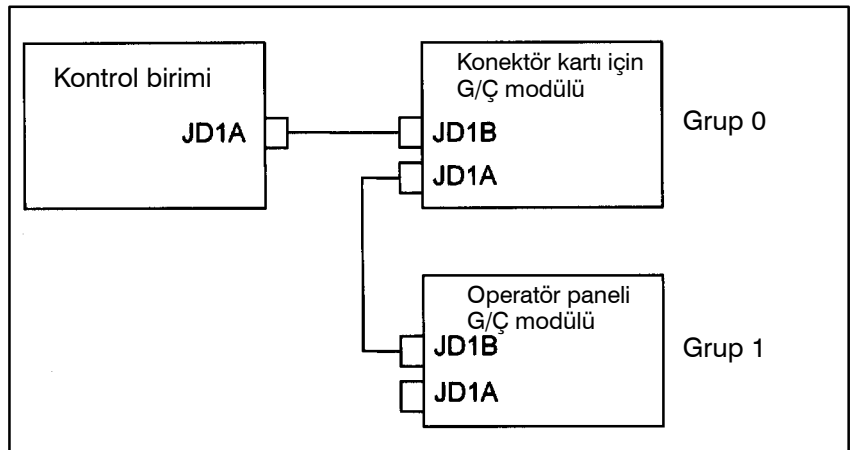 Kontrol birimi
JD1A
Konektör kartı için
G/Ç modülü
JD1B
JD1A
Grup 0
Operatör paneli
G/Ç modülü
JD1B
JD1A
Grup 1